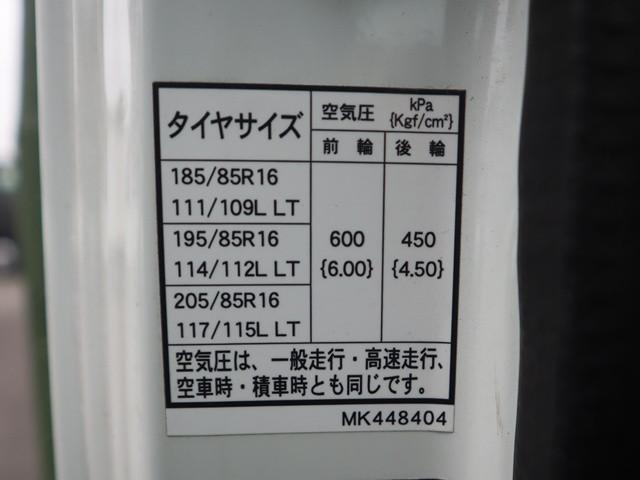 タイヤサイズ
空気圧 kPa
{Kgf/cm²}
前輪 後輪
185/85R16
111/109L LT
195/85R16
114/112L LT
205/85R16
117/115L LT
600 450
{6.00} {4.50}
空気圧は、一般走行・高速走行、
空車時・積車時とも同じです。
MK448404